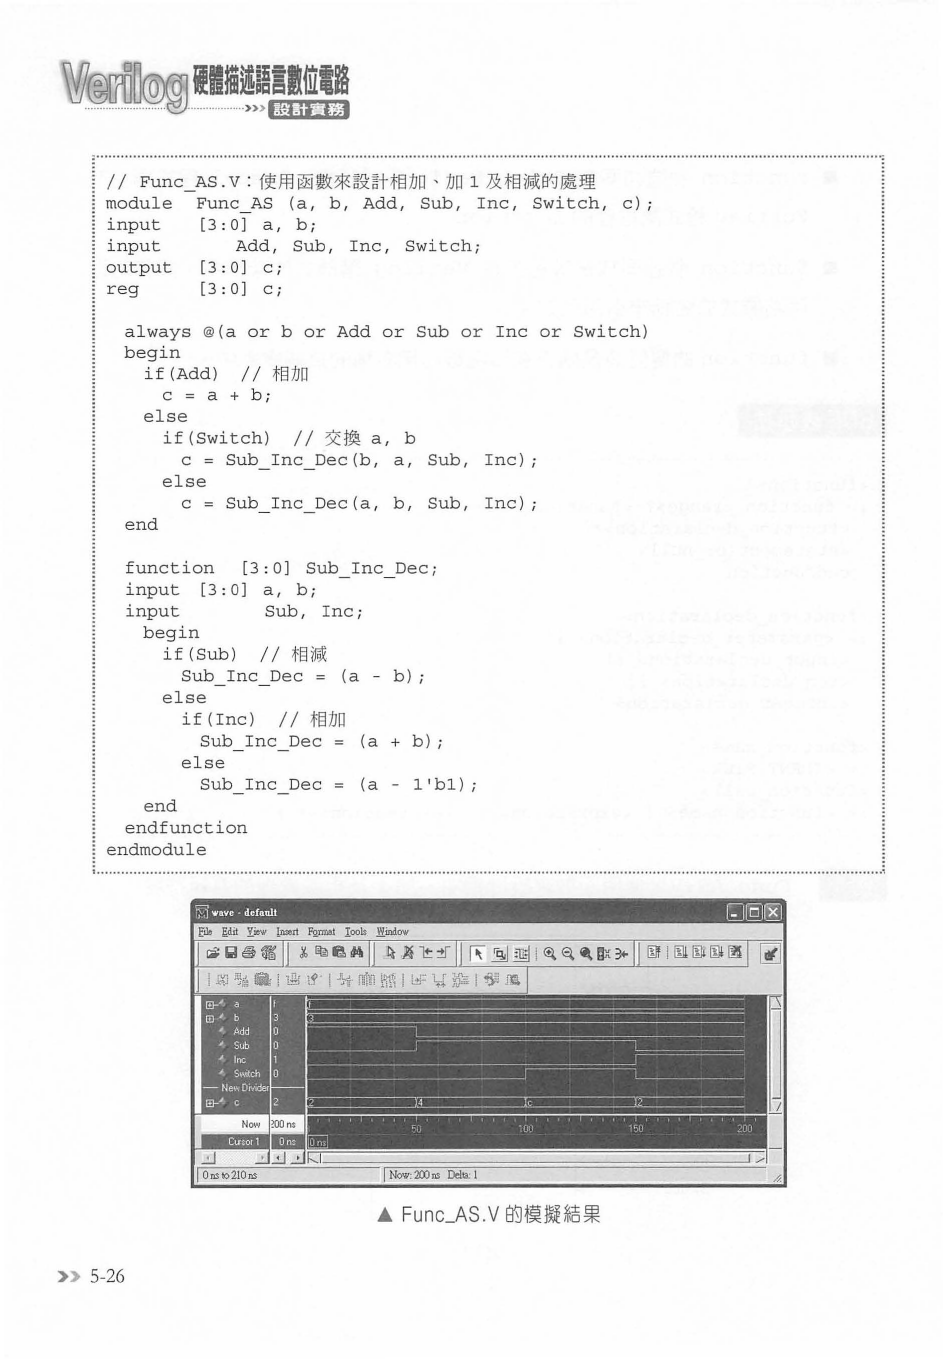 Verilog 硬體描述語言數位電路
>>> 設計實務
// Func_AS.V：使用函數來設計相加、加 1 及相減的處理
module Func_AS (a, b, Add, Sub, Inc, Switch, c);
input [3:0] a, b;
input Add, Sub, Inc, Switch;
output [3:0] c;
reg [3:0] c;
always @(a or b or Add or Sub or Inc or Switch)
begin
if(Add) // 相加
c = a + b;
else
if(Switch) // 交換 a, b
c = Sub_Inc_Dec(b, a, Sub, Inc);
else
c = Sub_Inc_Dec(a, b, Sub, Inc);
end
function [3:0] Sub_Inc_Dec;
input [3:0] a, b;
input Sub, Inc;
begin
if(Sub) // 相減
Sub_Inc_Dec = (a - b);
else
if(Inc) // 相加
Sub_Inc_Dec = (a + b);
else
Sub_Inc_Dec = (a - 1'b1);
end
endfunction
endmodule
wave - default
File Edit View Insert Format Tools Window
a
b 3 3
Add 0
Sub 0
Inc 1
Switch 0
New Divider
c 2 2 4 c 2
Now 200 ns 50 100 150 200
Cursor 1 0 ns 0 ns
0 ns to 210 ns Now: 200 ns Delta: 1
▲ Func_AS.V 的模擬結果
>> 5-26